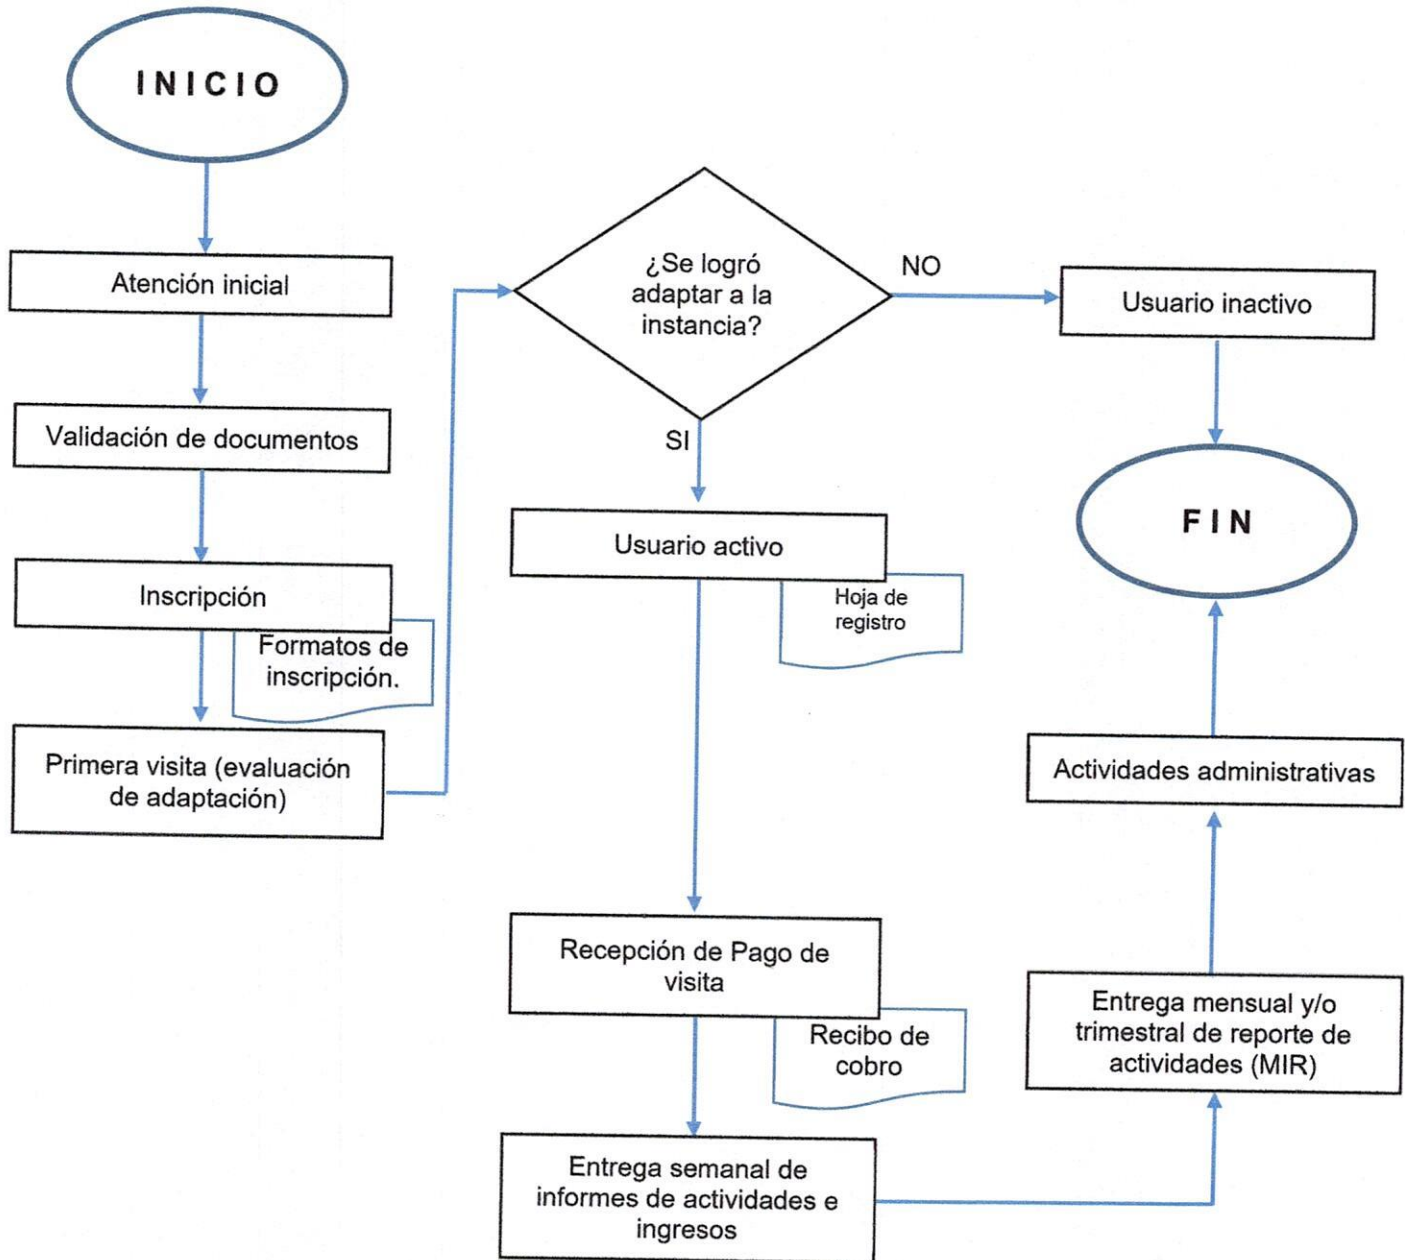 INICIO
Atención inicial
Validación de documentos
Inscripción
Formatos de
inscripción.
Primera visita (evaluación
de adaptación)
¿Se logró
adaptar a la
instancia?
NO
SI
Usuario activo
Hoja de
registro
Recepción de Pago de
visita
Recibo de
cobro
Entrega semanal de
informes de actividades e
ingresos
Entrega mensual y/o
trimestral de reporte de
actividades (MIR)
Actividades administrativas
Usuario inactivo
FIN